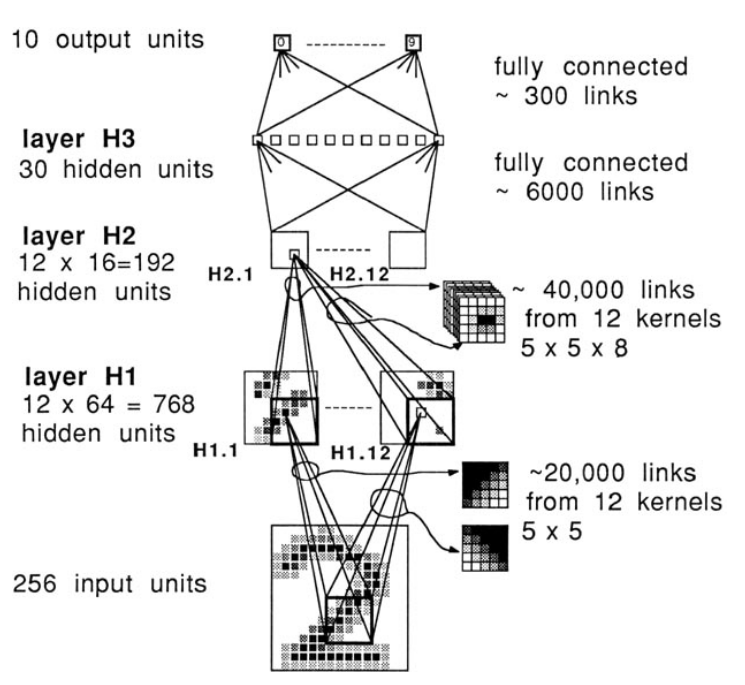 10 output units
0
9
fully connected
~ 300 links
layer H3
30 hidden units
fully connected
~ 6000 links
layer H2
12 x 16=192
hidden units
H2.1
H2.12
~ 40,000 links
from 12 kernels
5 x 5 x 8
layer H1
12 x 64 = 768
hidden units
H1.1
H1.12
~20,000 links
from 12 kernels
5 x 5
256 input units